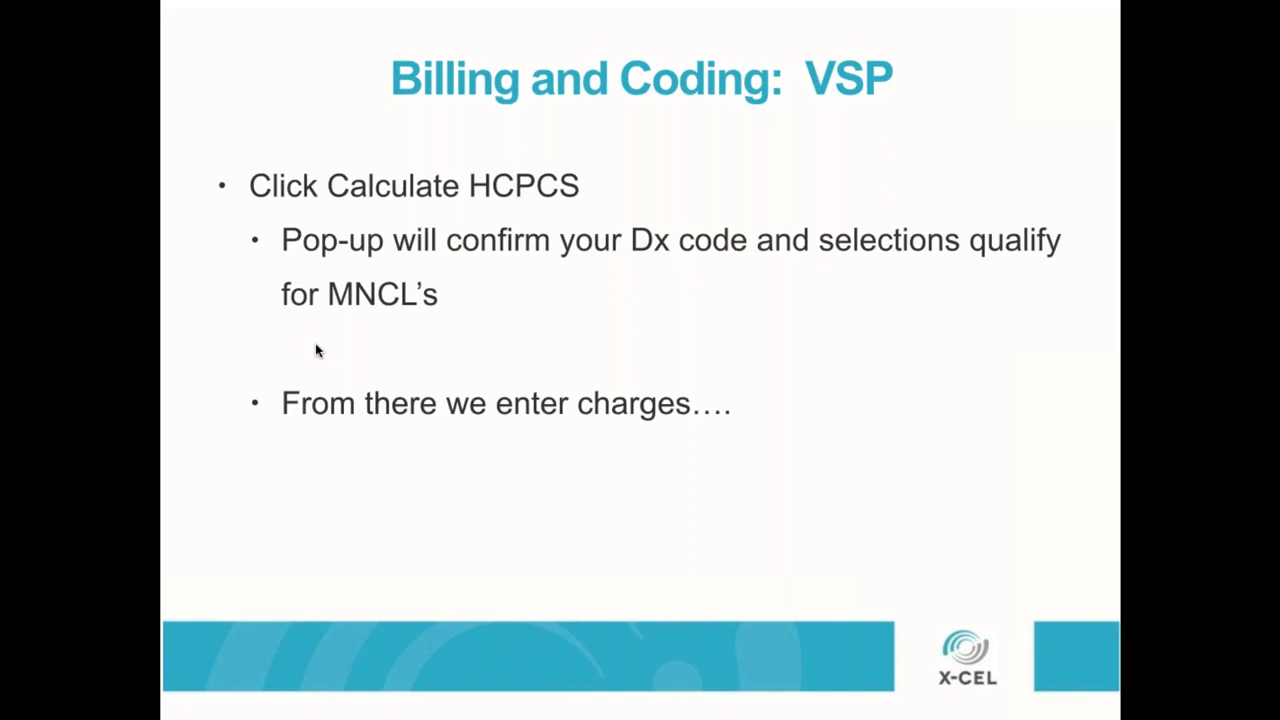 Billing and Coding: VSP
• Click Calculate HCPCS
• Pop-up will confirm your Dx code and selections qualify
for MNCL’s
• From there we enter charges….
X-CEL